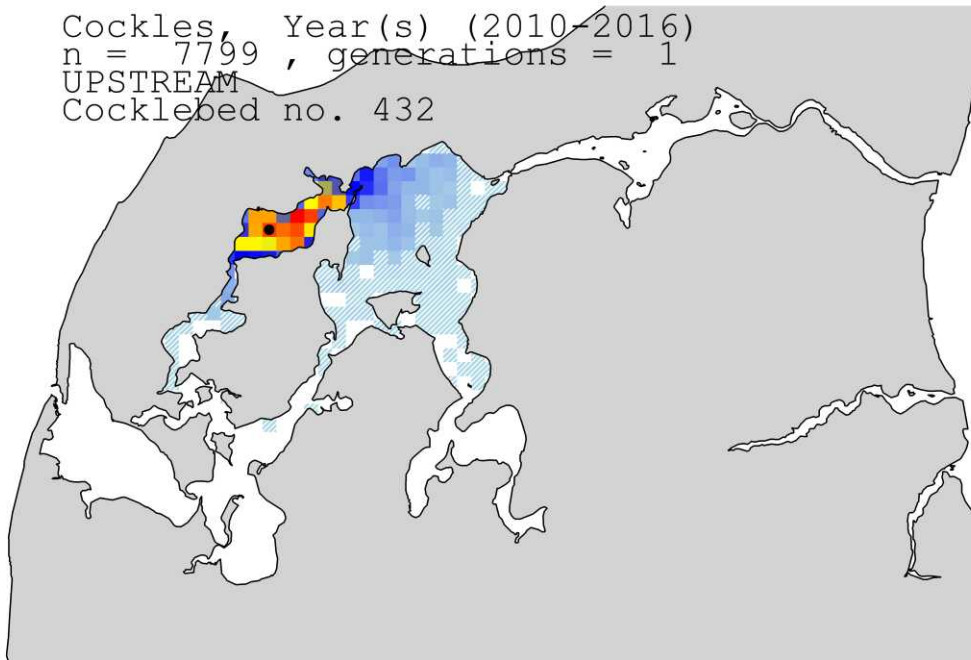 Cockles, Year(s) (2010-2016)
n = 7799 , generations = 1
UPSTREAM
Cocklebed no. 432